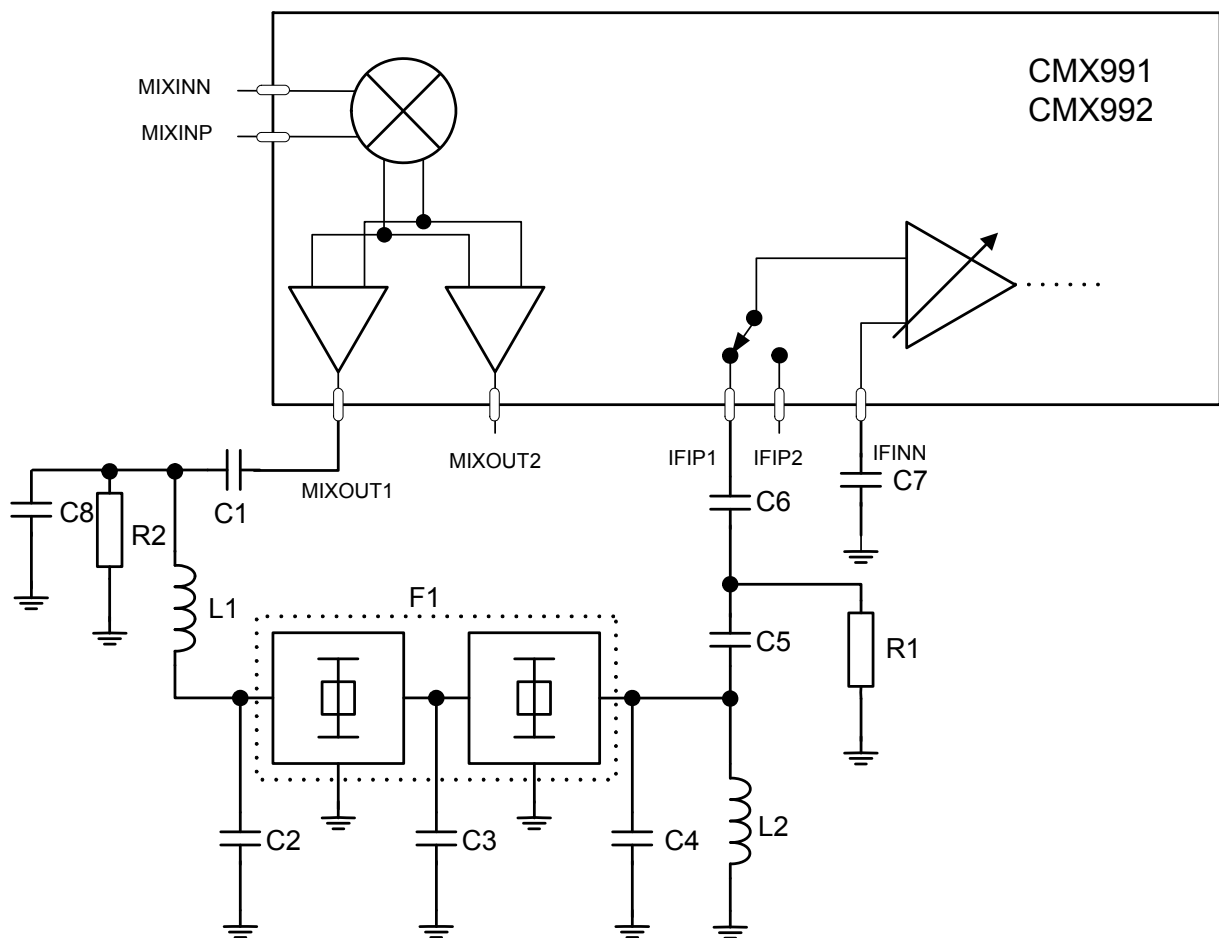 CMX991
CMX992
MIXINN
MIXINP
MIXOUT1
MIXOUT2
IFIP1
IFIP2
IFINN
C8
R2
C1
C6
C7
L1
F1
C5
R1
C2
C3
C4
L2